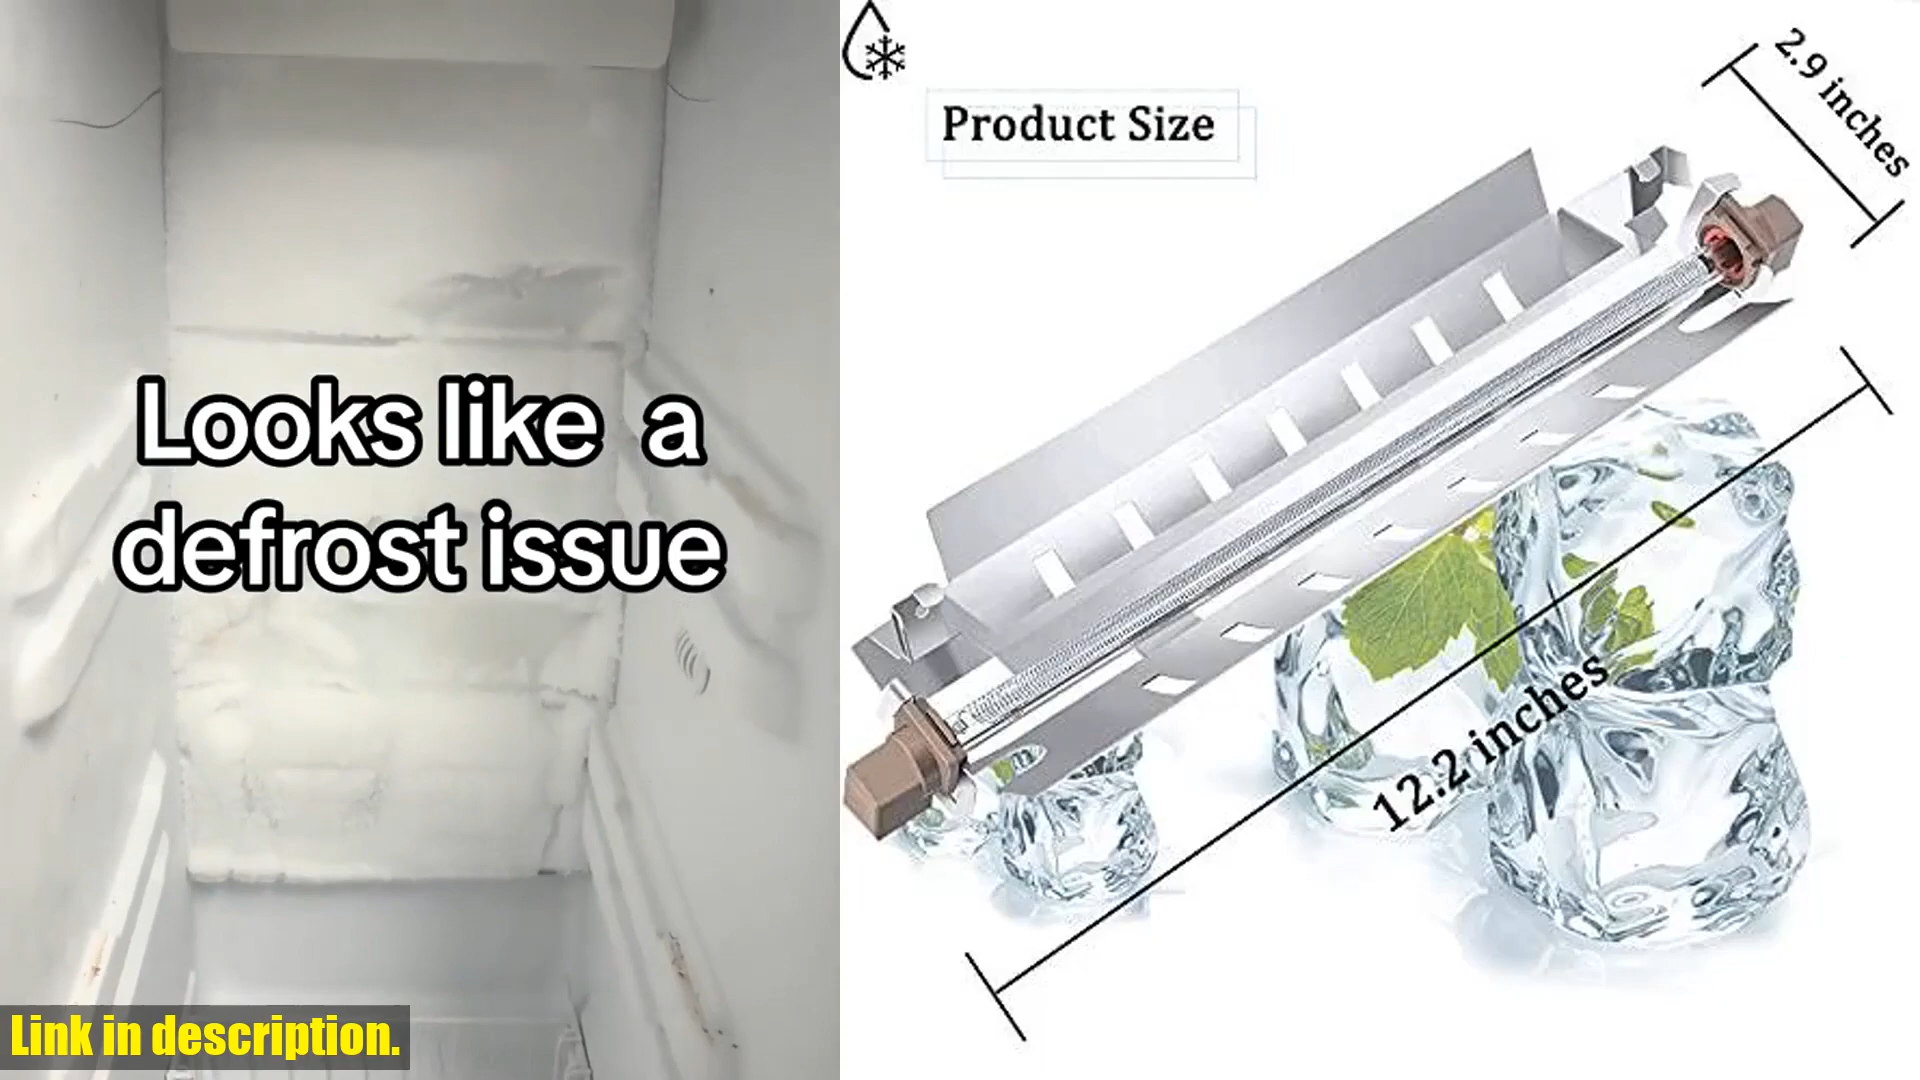 Looks like a
defrost issue
Link in description.
Product Size
2.9 inches
12.2 inches